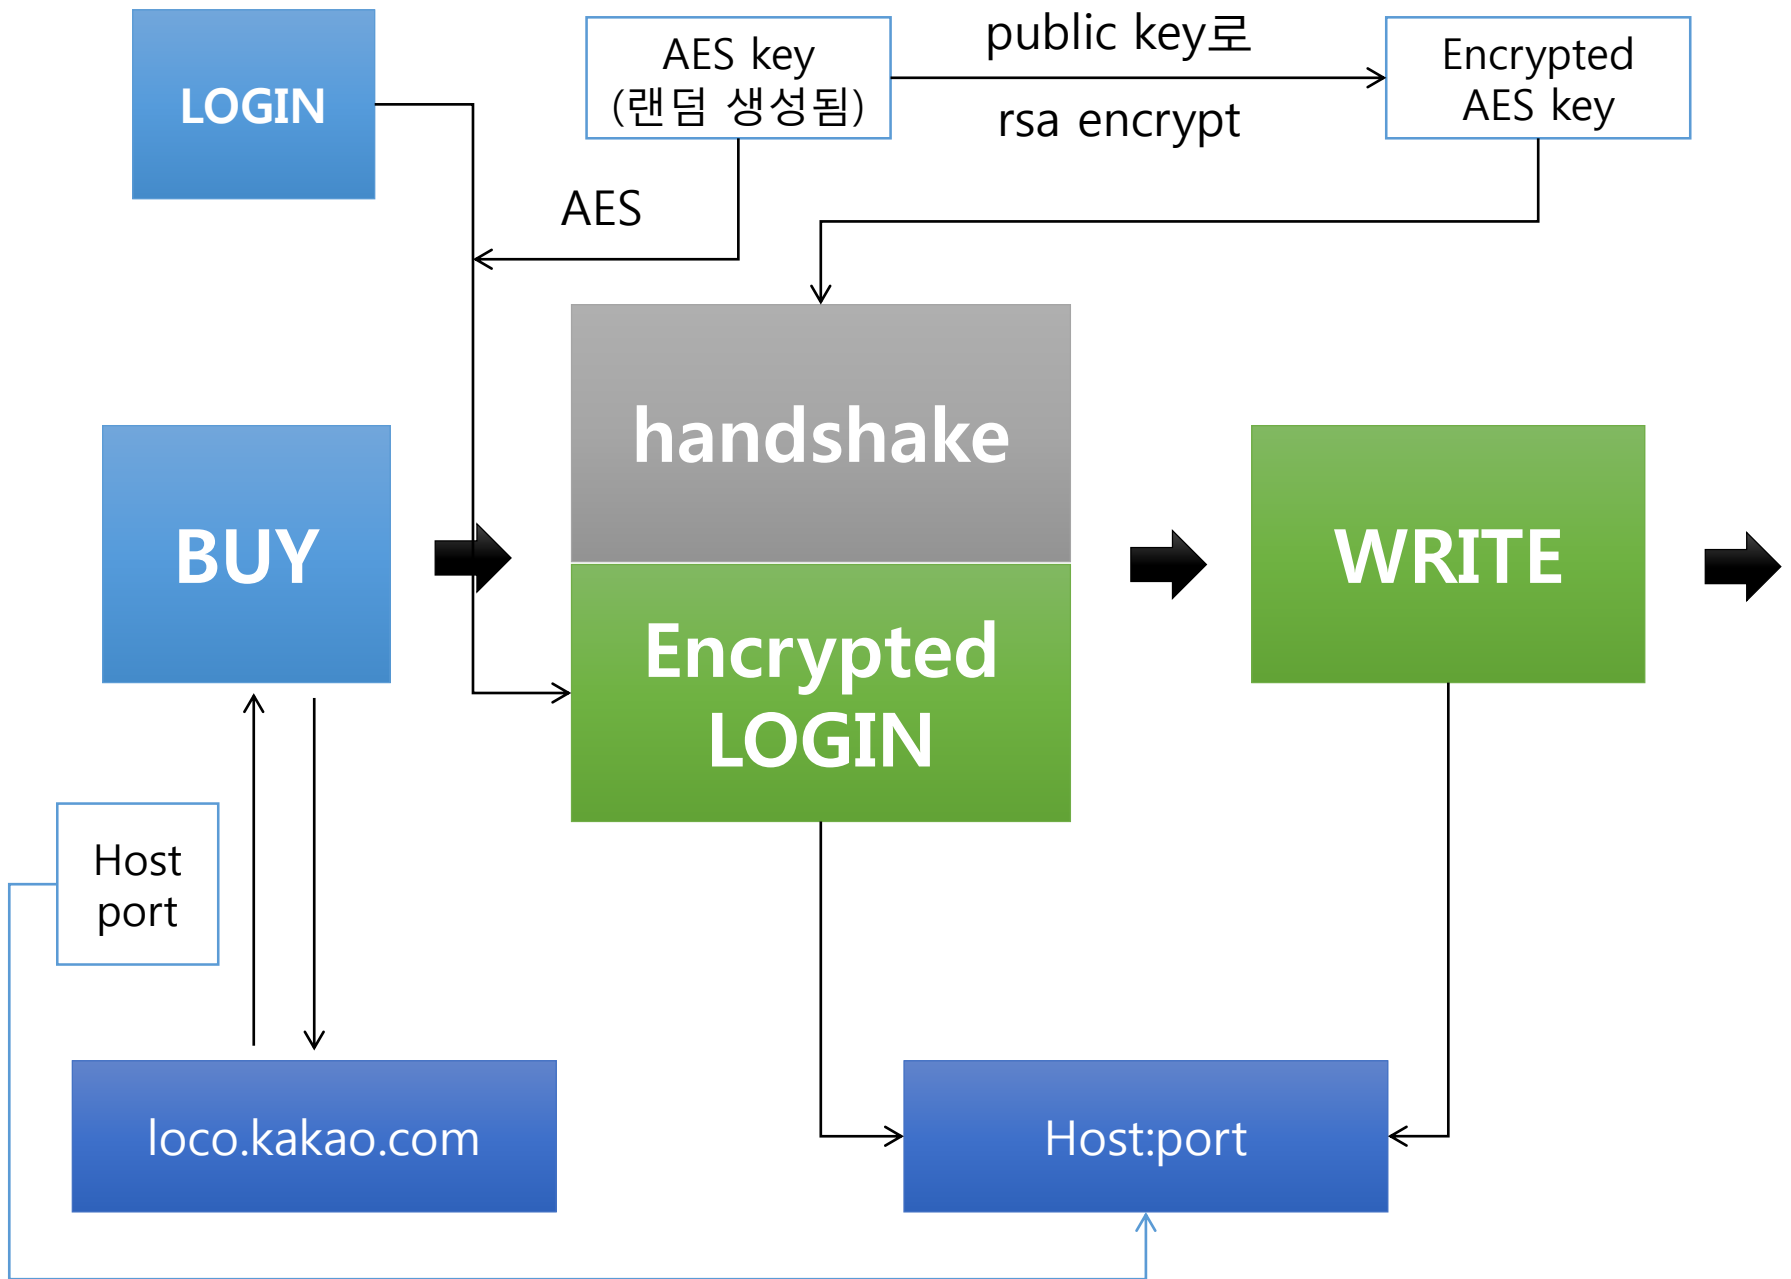 LOGIN
AES key
(랜덤 생성됨)
public key로
rsa encrypt
Encrypted
AES key
AES
handshake
BUY
WRITE
Encrypted
LOGIN
Host
port
loco.kakao.com
Host:port